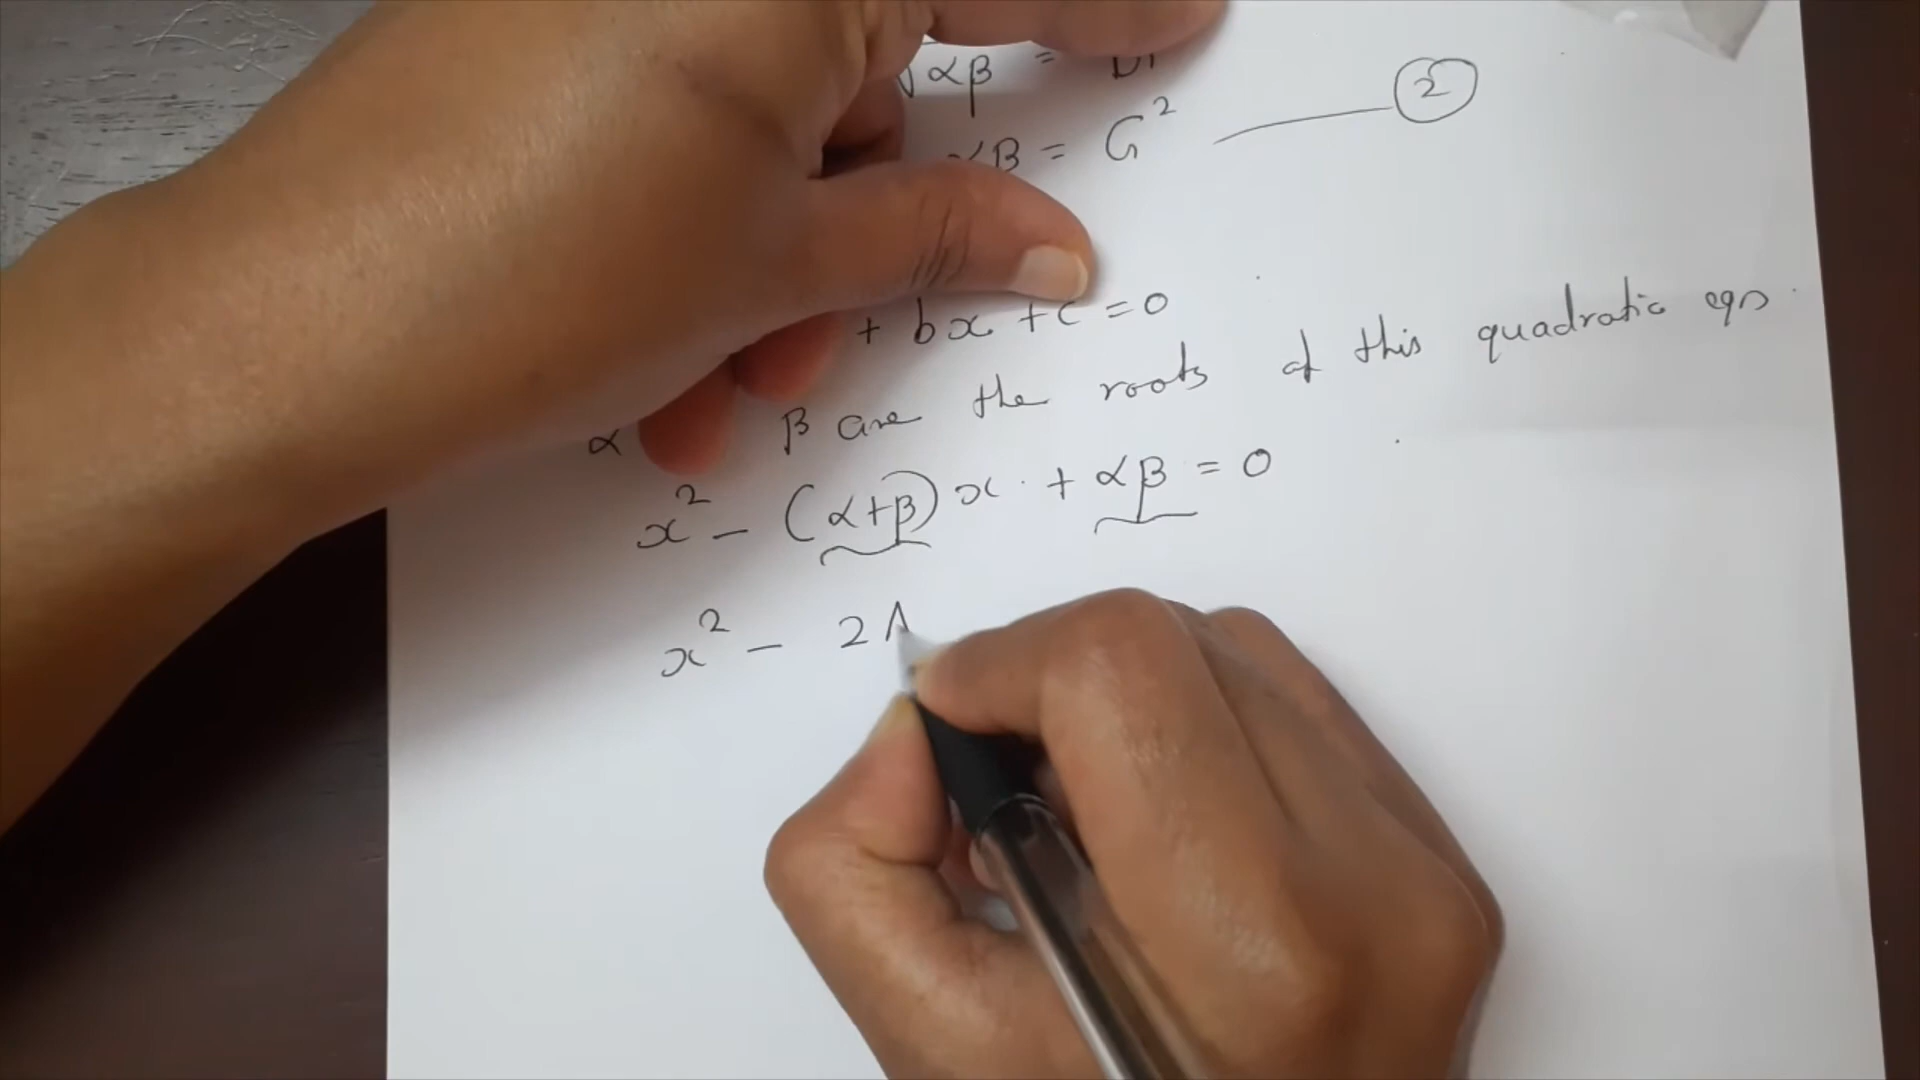 √αβ =
αβ = G² ——— ②
+ bx + c = 0
α β are the roots of this quadratic eqn
x² - (α+β)x + αβ = 0
x² - 2A